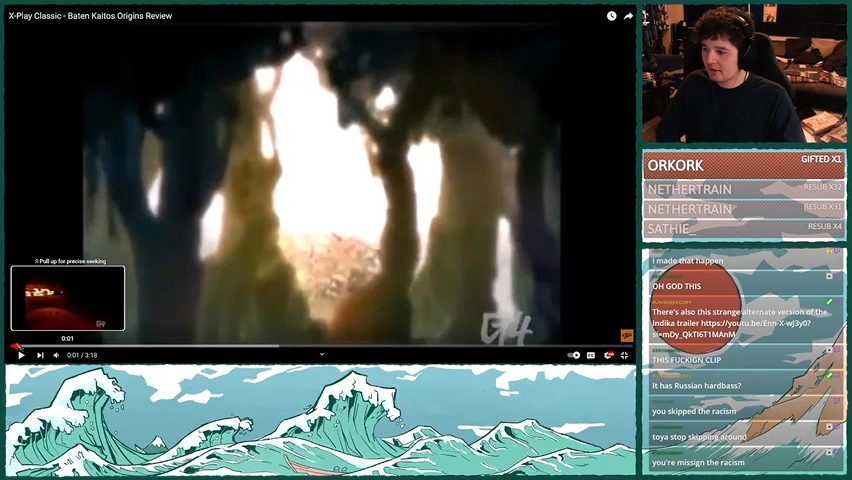 X-Play Classic - Baten Kaitos Origins Review
G4
Pull up for precise seeking
0:01
0:01 / 3:18
ORKORK
GIFTED X1
NETHERTRAIN
RESUB X32
NETHERTRAIN
RESUB X31
SATHIE_
RESUB X4
i made that happen
OH GOD THIS
There's also this strange alternate version of the
Indika trailer https://youtu.be/Enn-X-wJ3y0?
si=mDy_QkTI6T1MAnM
THIS FUCKIGN CLIP
It has Russian hardbass?
you skipped the racism
toya stop skipping around
you're missign the racism